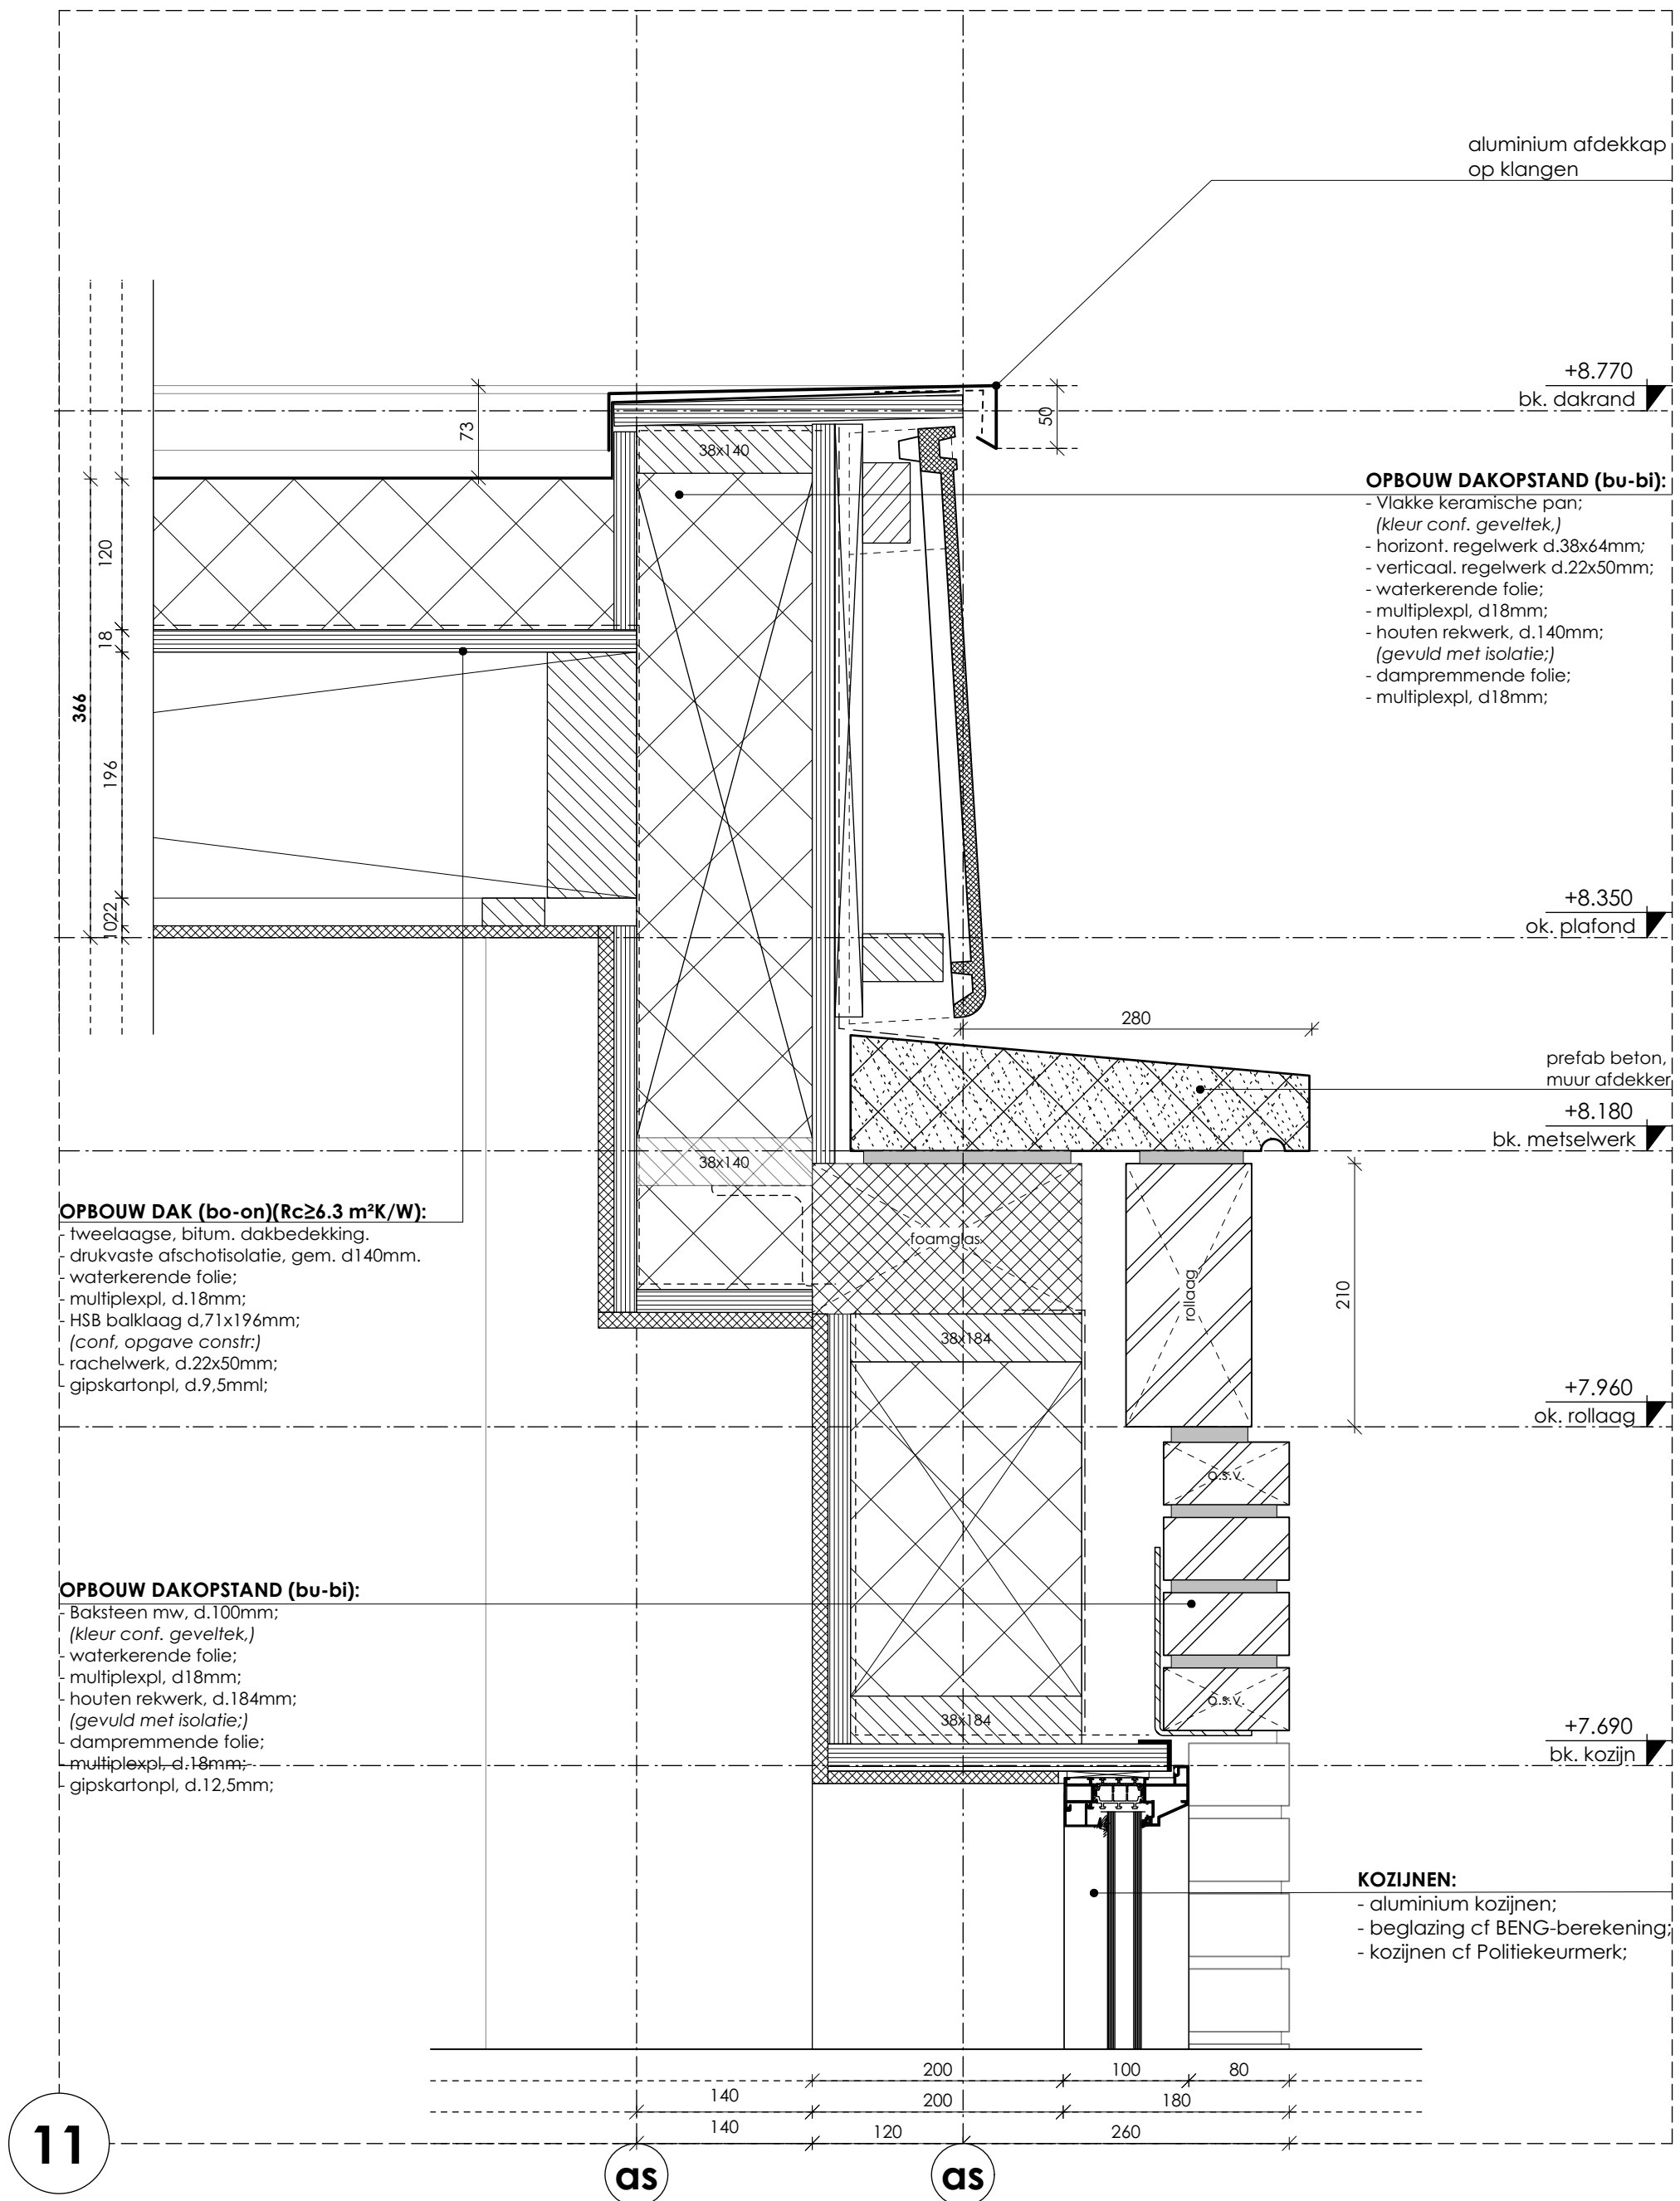 aluminium afdekkap
op klangen
+8.770
bk. dakrand
73
50
38x140
OPBOUW DAKOPSTAND (bu-bi):
- Vlakke keramische pan;
(kleur conf. geveltek,)
- horizont. regelwerk d.38x64mm;
- verticaal. regelwerk d.22x50mm;
- waterkerende folie;
- multiplexpl, d18mm;
- houten rekwerk, d.140mm;
(gevuld met isolatie;)
- dampremmende folie;
- multiplexpl, d18mm;
120
18
366
196
1022
+8.350
ok. plafond
280
prefab beton,
muur afdekker
+8.180
bk. metselwerk
38x140
OPBOUW DAK (bo-on)(Rc≥6.3 m²K/W):
- tweelaagse, bitum. dakbedekking.
- drukvaste afschotisolatie, gem. d140mm.
- waterkerende folie;
- multiplexpl, d.18mm;
- HSB balklaag d,71x196mm;
(conf, opgave constr:)
- rachelwerk, d.22x50mm;
- gipskartonpl, d.9,5mml;
foamglas
rollaag
210
38x184
+7.960
ok. rollaag
o.s.v.
OPBOUW DAKOPSTAND (bu-bi):
- Baksteen mw, d.100mm;
(kleur conf. geveltek,)
- waterkerende folie;
- multiplexpl, d18mm;
- houten rekwerk, d.184mm;
(gevuld met isolatie;)
- dampremmende folie;
- multiplexpl, d.18mm;
- gipskartonpl, d.12,5mm;
o.s.v.
38x184
+7.690
bk. kozijn
KOZIJNEN:
- aluminium kozijnen;
- beglazing cf BENG-berekening;
- kozijnen cf Politiekeurmerk;
200 100 80
140 200 180
140 120 260
11
as as